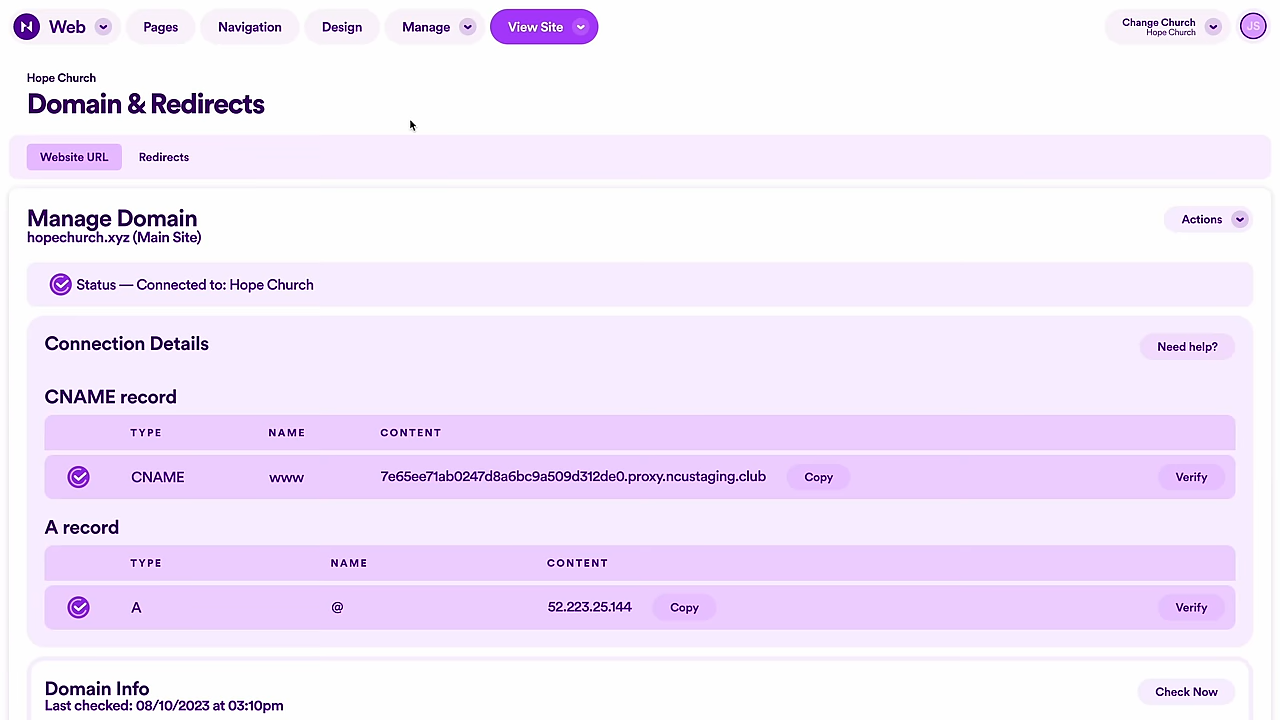 Web
Pages
Navigation
Design
Manage
View Site
Change Church
Hope Church
JS
Hope Church
Domain & Redirects
Website URL
Redirects
Manage Domain
hopechurch.xyz (Main Site)
Actions
Status — Connected to: Hope Church
Connection Details
Need help?
CNAME record
TYPE NAME CONTENT
CNAME www 7e65ee71ab0247d8a6bc9a509d312de0.proxy.ncustaging.club Copy Verify
A record
TYPE NAME CONTENT
A @ 52.223.25.144 Copy Verify
Domain Info
Last checked: 08/10/2023 at 03:10pm
Check Now